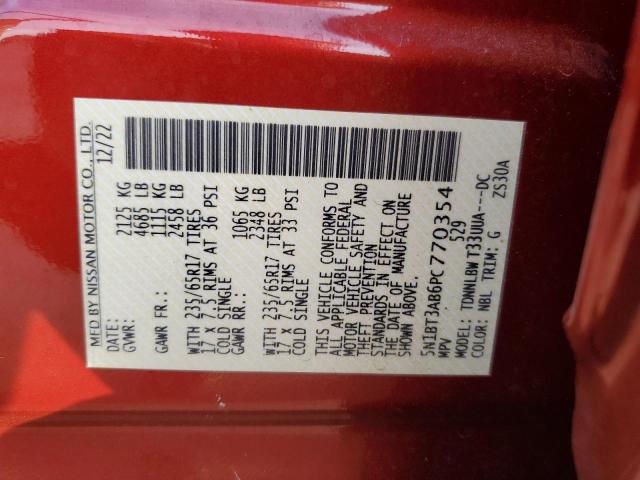 MFD BY NISSAN MOTOR CO., LTD.
DATE: 12/22
GVWR: 2125 KG
4685 LB
GAWR FR.: 1115 KG
2458 LB
WITH 235/65R17 TIRES
17 X 7.5 RIMS AT 36 PSI
COLD SINGLE
GAWR RR.: 1065 KG
2348 LB
WITH 235/65R17 TIRES
17 X 7.5 RIMS AT 33 PSI
COLD SINGLE
THIS VEHICLE CONFORMS TO
ALL APPLICABLE FEDERAL
MOTOR VEHICLE SAFETY AND
THEFT PREVENTION
STANDARDS IN EFFECT ON
THE DATE OF MANUFACTURE
SHOWN ABOVE.
5N1BT3AB6PC770354
MPV 529
MODEL: TDNNLBW T33UUA---DC
COLOR: NBL TRIM: G ZS30A